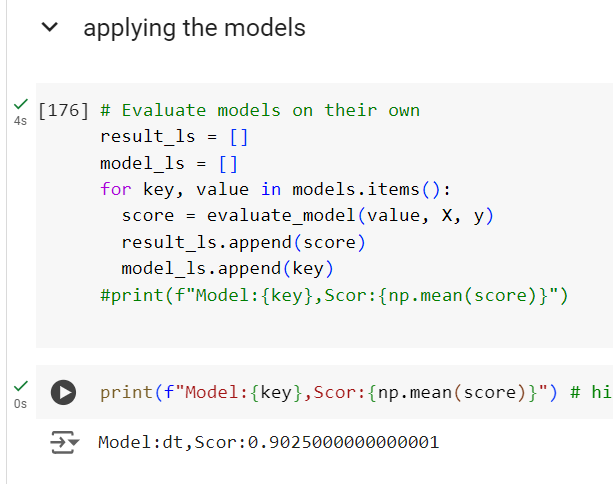 applying the models
4s
[176] # Evaluate models on their own
result_ls = []
model_ls = []
for key, value in models.items():
  score = evaluate_model(value, X, y)
  result_ls.append(score)
  model_ls.append(key)
#print(f"Model:{key},Scor:{np.mean(score)}")
0s
print(f"Model:{key},Scor:{np.mean(score)}") # hi
Model:dt,Scor:0.9025000000000001